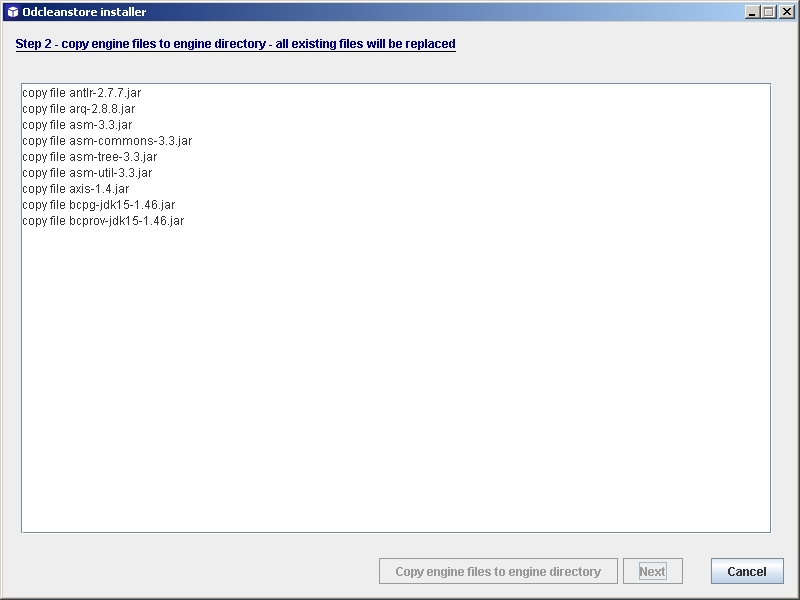 Odcleanstore installer
Step 2 - copy engine files to engine directory - all existing files will be replaced
copy file antlr-2.7.7.jar
copy file arq-2.8.8.jar
copy file asm-3.3.jar
copy file asm-commons-3.3.jar
copy file asm-tree-3.3.jar
copy file asm-util-3.3.jar
copy file axis-1.4.jar
copy file bcpg-jdk15-1.46.jar
copy file bcprov-jdk15-1.46.jar
Copy engine files to engine directory Next Cancel